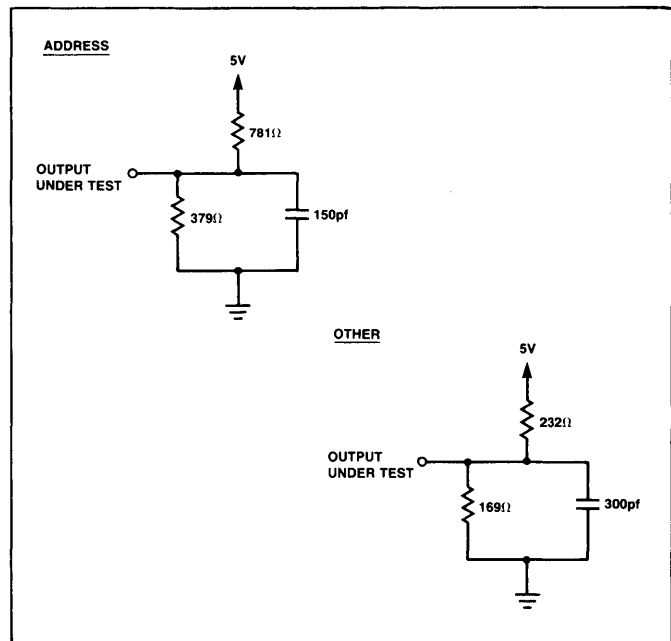 ADDRESS
5V
781Ω
OUTPUT
UNDER TEST
379Ω
150pf
OTHER
5V
232Ω
OUTPUT
UNDER TEST
169Ω
300pf